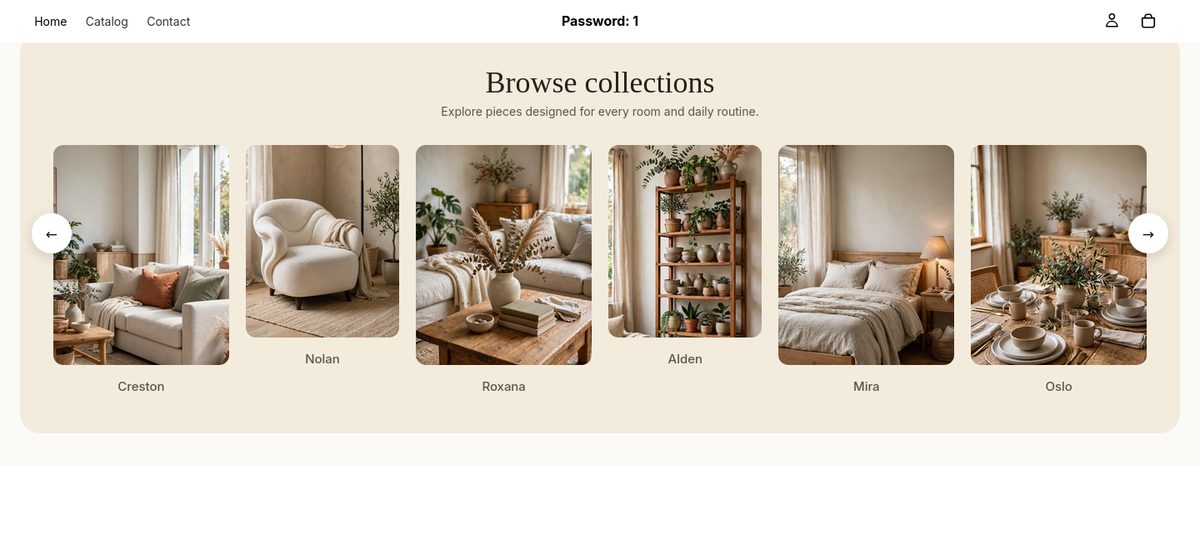 Home Catalog Contact
Password: 1
Browse collections
Explore pieces designed for every room and daily routine.
←
→
Creston
Nolan
Roxana
Alden
Mira
Oslo